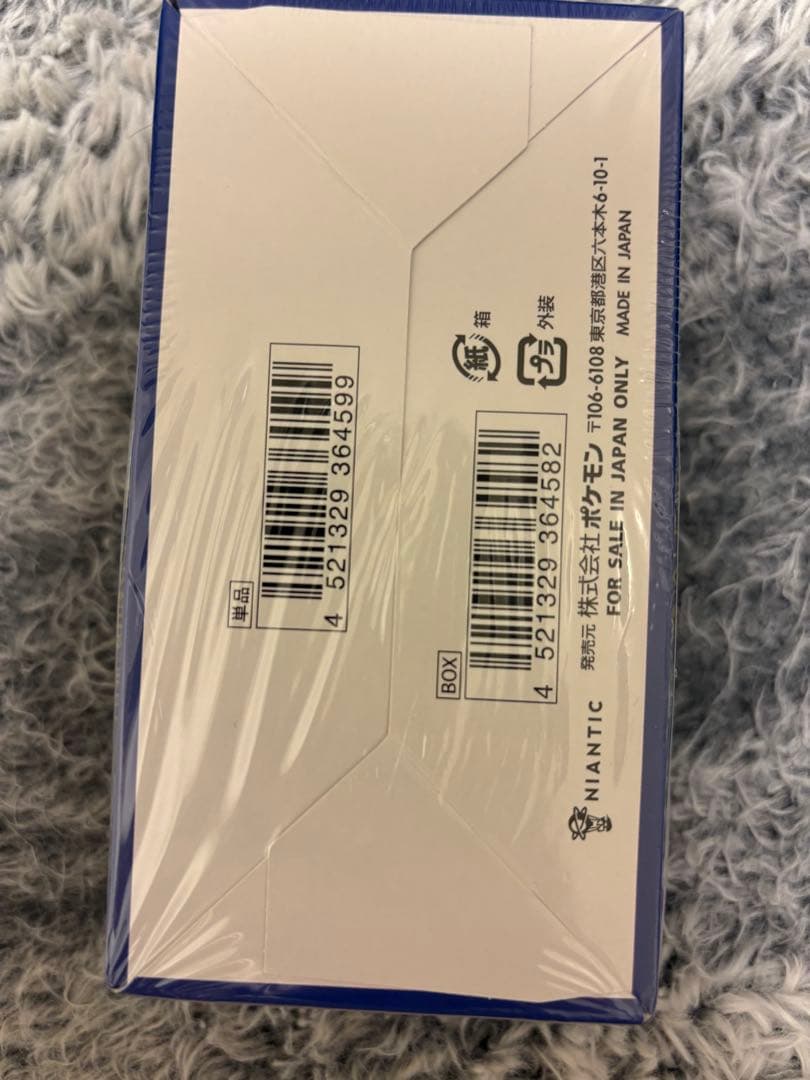 単品
4 521329 364599
BOX
4 521329 364582
紙 箱
プラ 外装
NIANTIC
発売元 株式会社 ポケモン 〒106-6108 東京都港区六本木6-10-1
FOR SALE IN JAPAN ONLY MADE IN JAPAN